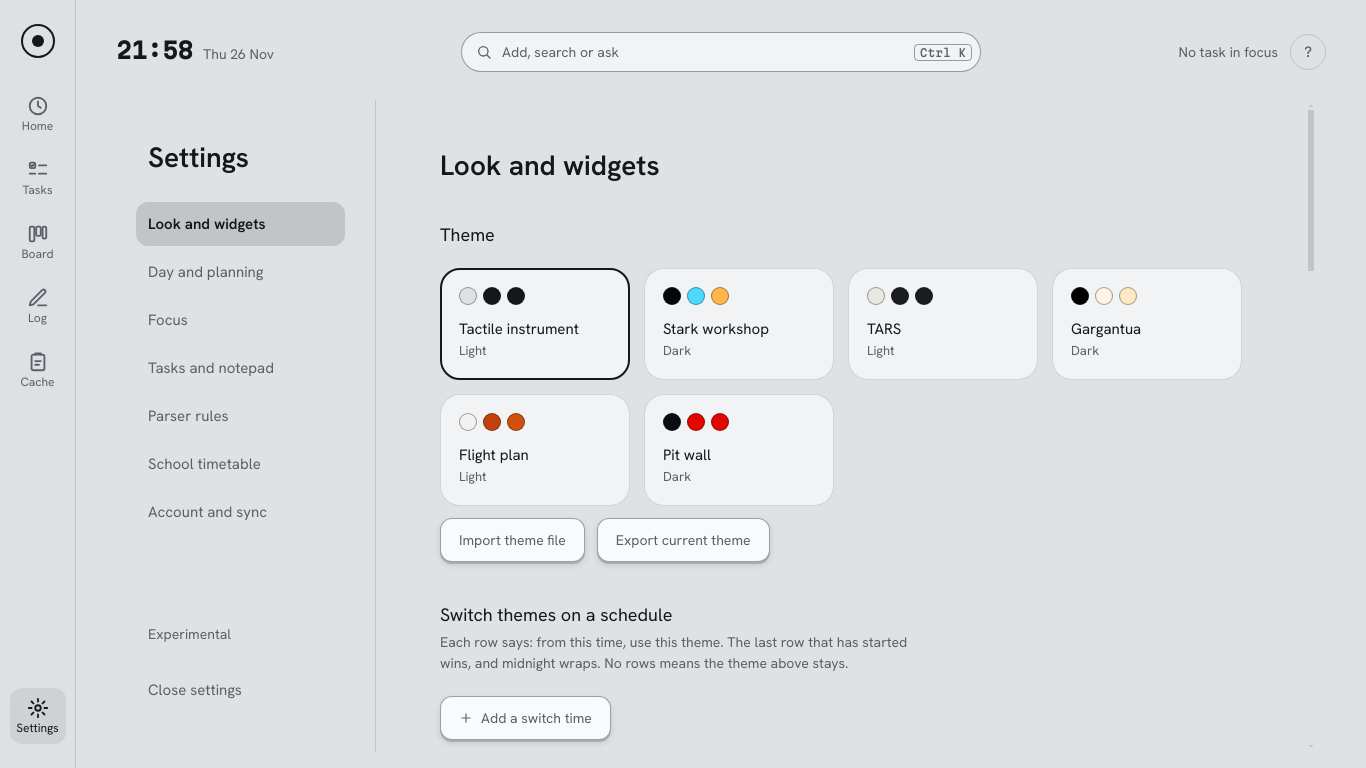 21:58 Thu 26 Nov
Add, search or ask
Ctrl K
No task in focus
?
Home
Tasks
Board
Log
Cache
Settings
Settings
Look and widgets
Day and planning
Focus
Tasks and notepad
Parser rules
School timetable
Account and sync
Experimental
Close settings
Look and widgets
Theme
Tactile instrument
Light
Stark workshop
Dark
TARS
Light
Gargantua
Dark
Flight plan
Light
Pit wall
Dark
Import theme file
Export current theme
Switch themes on a schedule
Each row says: from this time, use this theme. The last row that has started
wins, and midnight wraps. No rows means the theme above stays.
+ Add a switch time